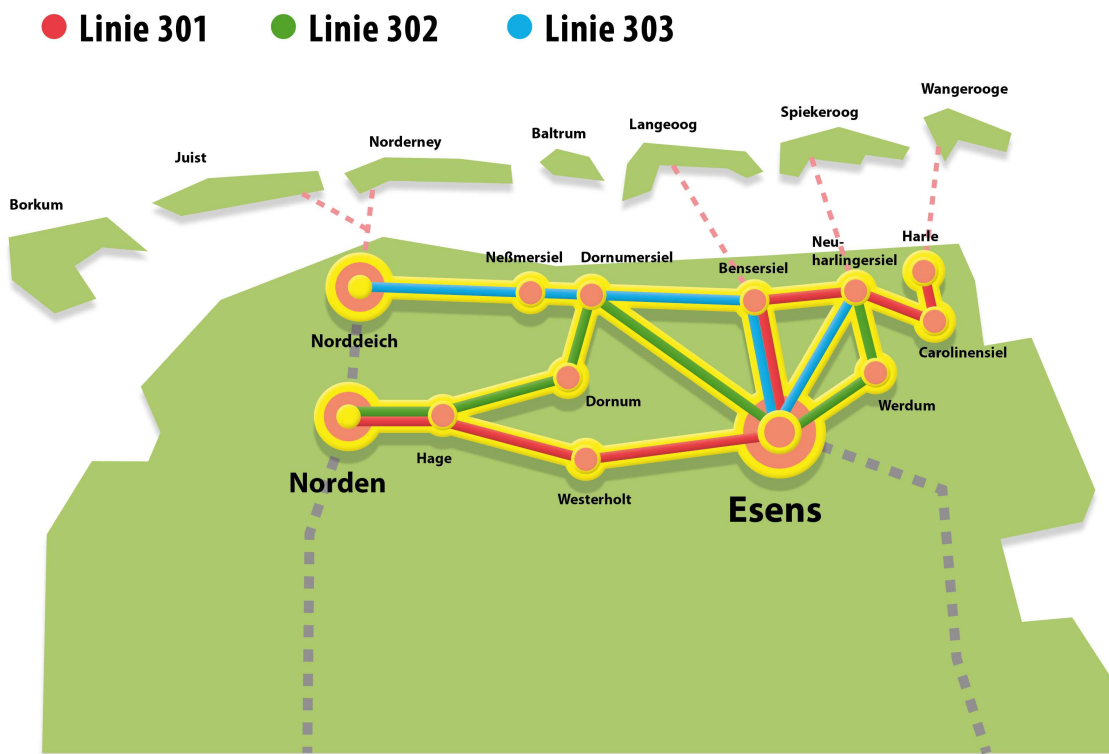 Linie 301 Linie 302 Linie 303
Wangerooge
Spiekeroog
Langeoog
Baltrum
Norderney
Juist
Borkum
Harle
Neu-
harlingersiel
Neßmersiel Dornumersiel
Bensersiel
Norddeich
Carolinensiel
Dornum
Werdum
Hage
Norden
Westerholt
Esens